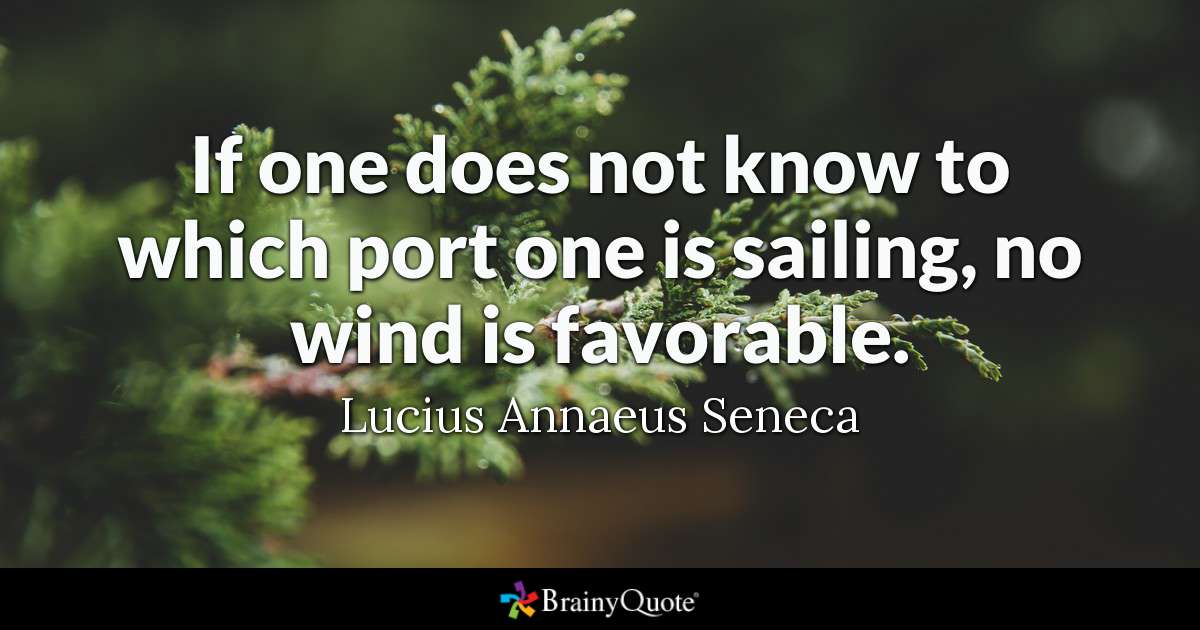 If one does not know to
which port one is sailing, no
wind is favorable.
Lucius Annaeus Seneca
BrainyQuote®